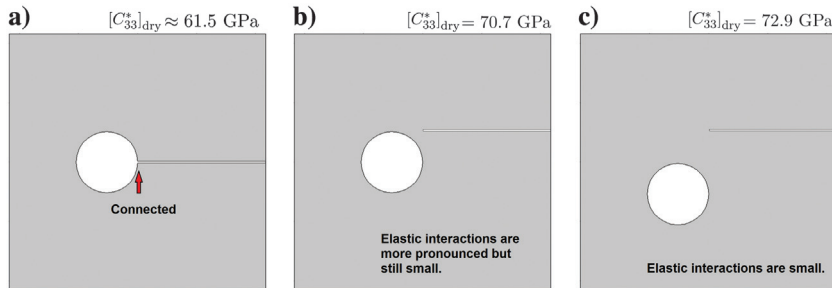 a) [C*33]dry ≈ 61.5 GPa
b) [C*33]dry = 70.7 GPa
c) [C*33]dry = 72.9 GPa
Connected
Elastic interactions are
more pronounced but
still small.
Elastic interactions are small.